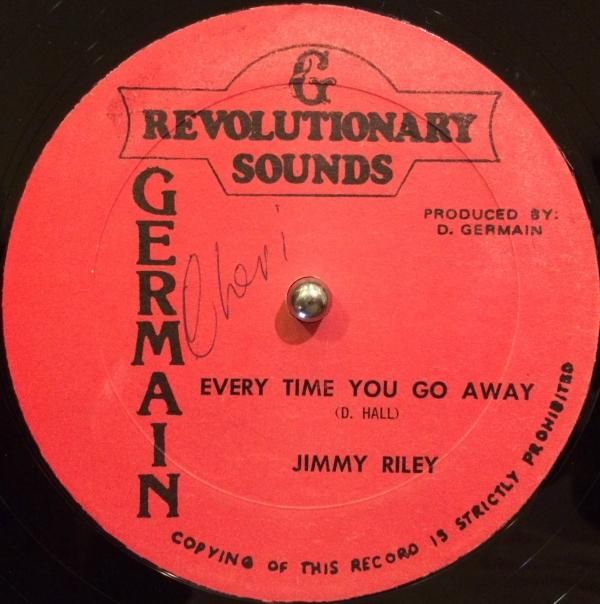 G
REVOLUTIONARY
SOUNDS
GERMAIN
PRODUCED BY:
D. GERMAIN
Cheri
EVERY TIME YOU GO AWAY
(D. HALL)
JIMMY RILEY
COPYING OF THIS RECORD IS STRICTLY PROHIBITED